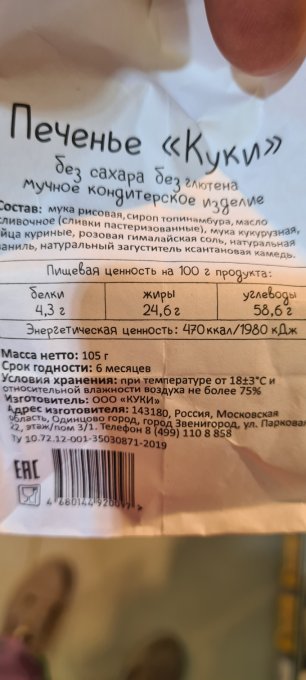 Печенье «Куки»
без сахара без глютена
мучное кондитерское изделие
Состав: мука рисовая, сироп топинамбура, масло
сливочное (сливки пастеризованные), мука кукурузная,
яйца куриные, розовая гималайская соль, натуральная
ваниль, натуральный загуститель ксантановая камедь.
Пищевая ценность на 100 г продукта:
белки жиры углеводы
4,3 г 24,6 г 58,6 г
Энергетическая ценность: 470 ккал/1980 кДж
Масса нетто: 105 г
Срок годности: 6 месяцев
Условия хранения: при температуре от 18±3°С и
относительной влажности воздуха не более 75%
Изготовитель: ООО «КУКИ»
Адрес изготовителя: 143180, Россия, Московская
область, Одинцово город, город Звенигород, ул. Парковая
22, этаж/пом 3/1. Телефон 8 (499) 110 8 858
Ту 10.72.12-001-35030871-2019
ЕАС